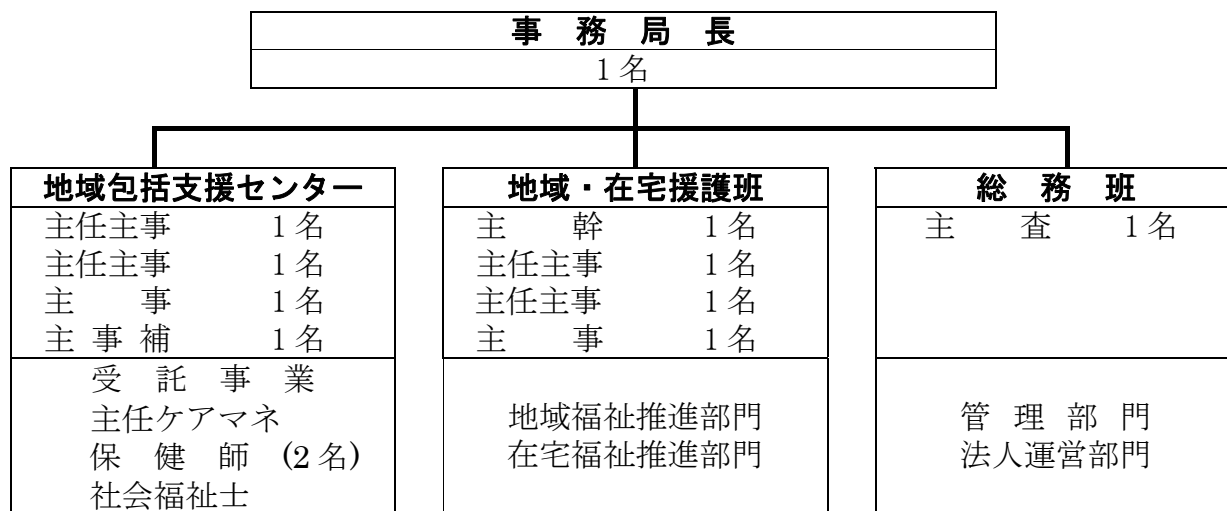 事務局長
1名
地域包括支援センター
主任主事 1名
主任主事 1名
主事 1名
主事補 1名
受託事業
主任ケアマネ
保健師 (2名)
社会福祉士
地域・在宅援護班
主幹 1名
主任主事 1名
主任主事 1名
主事 1名
地域福祉推進部門
在宅福祉推進部門
総務班
主査 1名
管理部門
法人運営部門